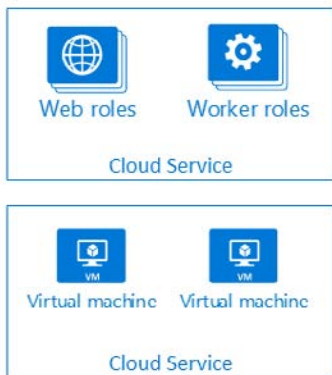 Web roles Worker roles
Cloud Service
VM VM
Virtual machine Virtual machine
Cloud Service